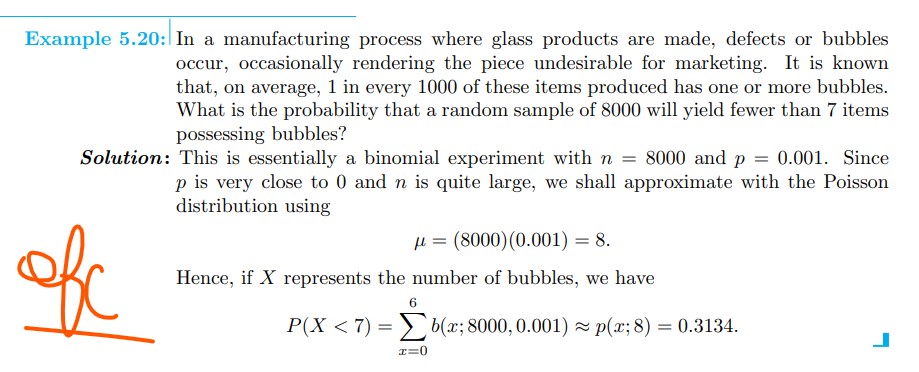 Example 5.20: In a manufacturing process where glass products are made, defects or bubbles
occur, occasionally rendering the piece undesirable for marketing. It is known
that, on average, 1 in every 1000 of these items produced has one or more bubbles.
What is the probability that a random sample of 8000 will yield fewer than 7 items
possessing bubbles?
Solution: This is essentially a binomial experiment with n = 8000 and p = 0.001. Since
p is very close to 0 and n is quite large, we shall approximate with the Poisson
distribution using
μ = (8000)(0.001) = 8.
Hence, if X represents the number of bubbles, we have
P(X < 7) = ∑_{x=0}^{6} b(x; 8000, 0.001) ≈ p(x; 8) = 0.3134.